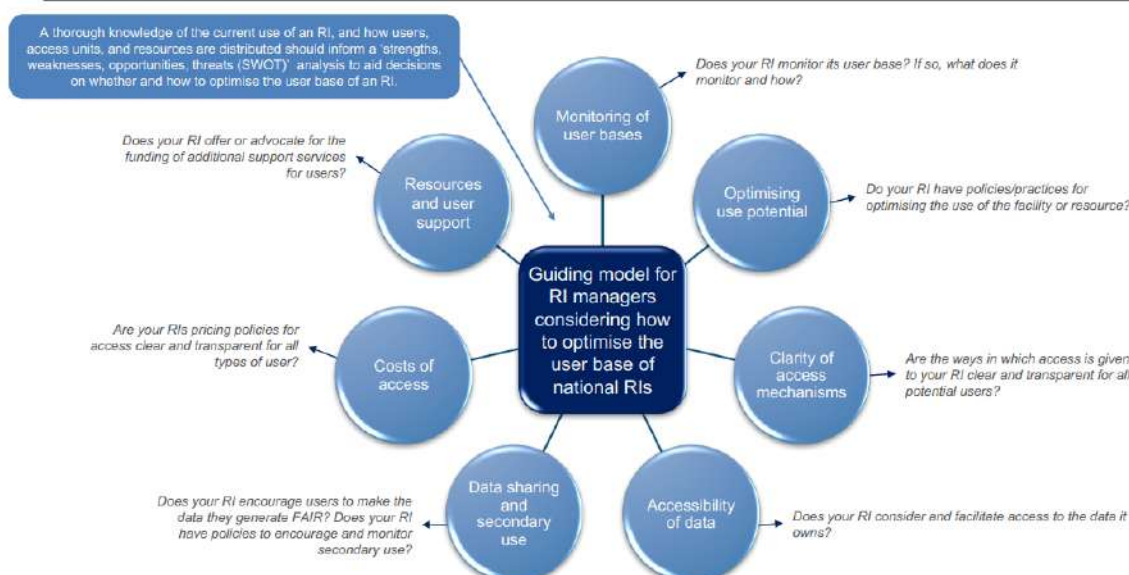 A thorough knowledge of the current use of an RI, and how users,
access units, and resources are distributed should inform a 'strengths,
weaknesses, opportunities, threats (SWOT)' analysis to aid decisions
on whether and how to optimise the user base of an RI.
Does your RI monitor its user base? If so, what does it
monitor and how?
Monitoring of
user bases
Does your RI offer or advocate for the
funding of additional support services
for users?
Resources
and user
support
Optimising
use potential
Do your RI have policies/practices for
optimising the use of the facility or resource?
Guiding model for
RI managers
considering how
to optimise the
user base of
national RIs
Are your RIs pricing policies for
access clear and transparent for all
types of user?
Costs of
access
Clarity of
access
mechanisms
Are the ways in which access is given
to your RI clear and transparent for all
potential users?
Does your RI encourage users to make the
data they generate FAIR? Does your RI
have policies to encourage and monitor
secondary use?
Data sharing
and
secondary
use
Accessibility
of data
Does your RI consider and facilitate access to the data it
owns?